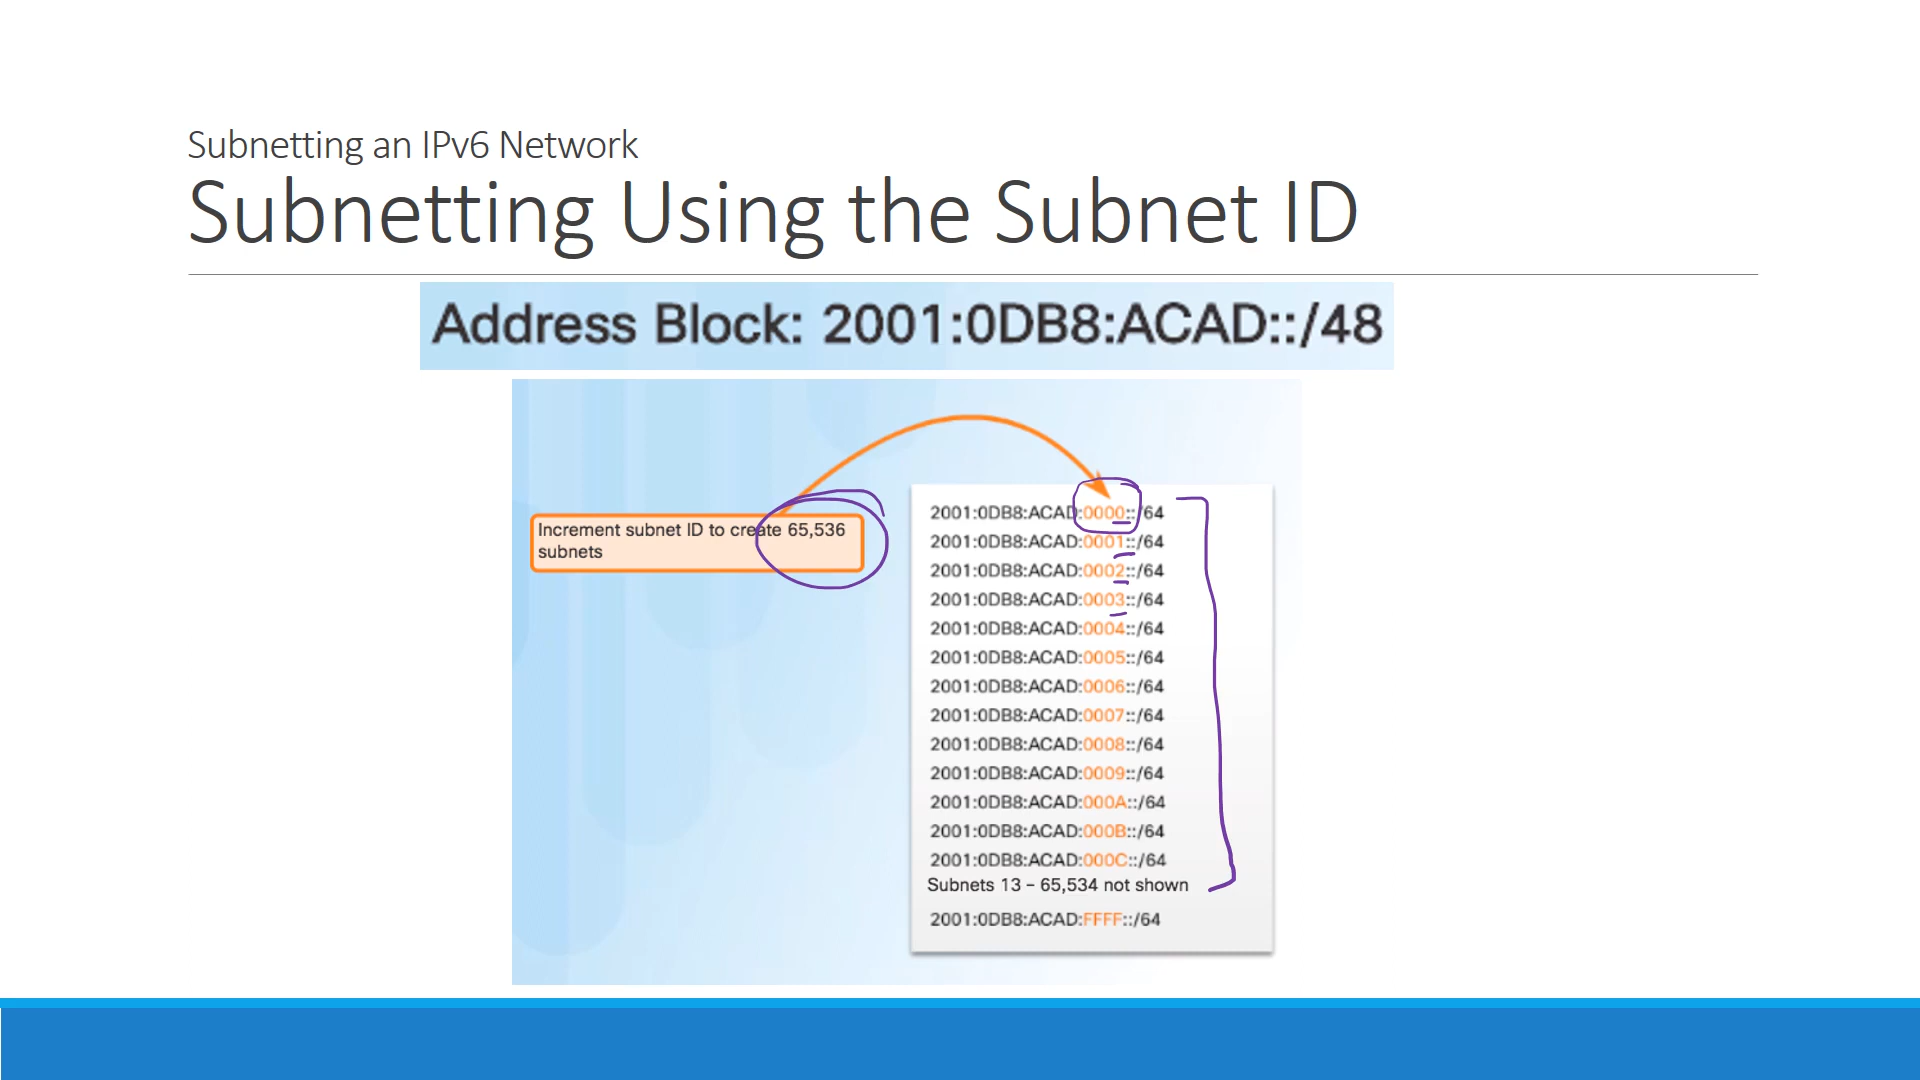 Subnetting an IPv6 Network
Subnetting Using the Subnet ID
Address Block: 2001:0DB8:ACAD::/48
Increment subnet ID to create 65,536
subnets
2001:0DB8:ACAD:0000::/64
2001:0DB8:ACAD:0001::/64
2001:0DB8:ACAD:0002::/64
2001:0DB8:ACAD:0003::/64
2001:0DB8:ACAD:0004::/64
2001:0DB8:ACAD:0005::/64
2001:0DB8:ACAD:0006::/64
2001:0DB8:ACAD:0007::/64
2001:0DB8:ACAD:0008::/64
2001:0DB8:ACAD:0009::/64
2001:0DB8:ACAD:000A::/64
2001:0DB8:ACAD:000B::/64
2001:0DB8:ACAD:000C::/64
Subnets 13 – 65,534 not shown
2001:0DB8:ACAD:FFFF::/64